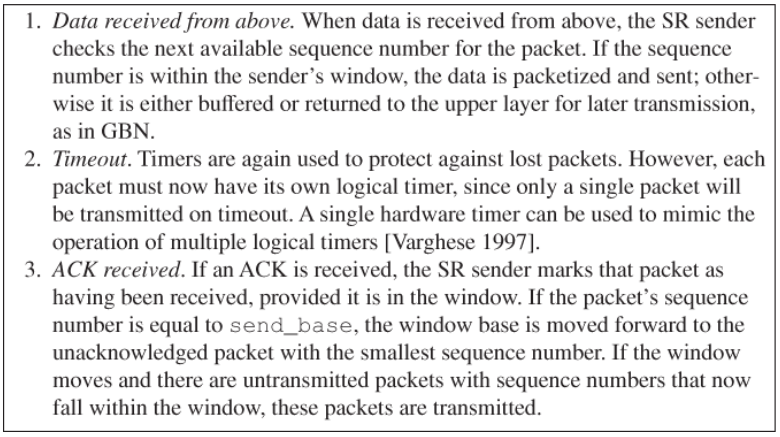 1. Data received from above. When data is received from above, the SR sender
checks the next available sequence number for the packet. If the sequence
number is within the sender's window, the data is packetized and sent; other-
wise it is either buffered or returned to the upper layer for later transmission,
as in GBN.
2. Timeout. Timers are again used to protect against lost packets. However, each
packet must now have its own logical timer, since only a single packet will
be transmitted on timeout. A single hardware timer can be used to mimic the
operation of multiple logical timers [Varghese 1997].
3. ACK received. If an ACK is received, the SR sender marks that packet as
having been received, provided it is in the window. If the packet's sequence
number is equal to send_base, the window base is moved forward to the
unacknowledged packet with the smallest sequence number. If the window
moves and there are untransmitted packets with sequence numbers that now
fall within the window, these packets are transmitted.